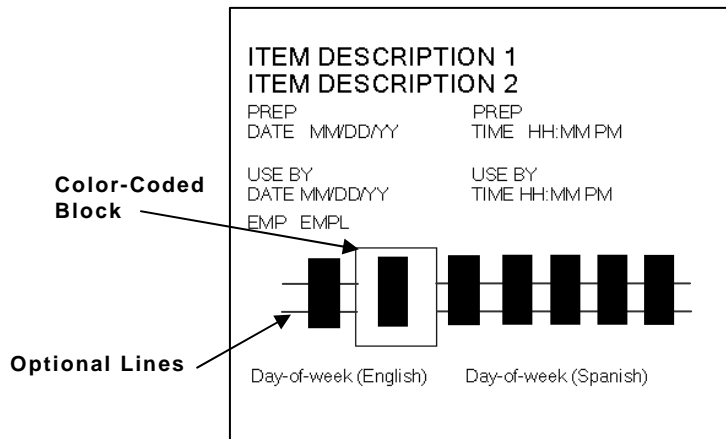 ITEM DESCRIPTION 1
ITEM DESCRIPTION 2
PREP PREP
DATE MM/DD/YY TIME HH:MM PM
USE BY USE BY
DATE MM/DD/YY TIME HH:MM PM
Color-Coded
Block
EMP EMPL
Optional Lines
Day-of-week (English) Day-of-week (Spanish)